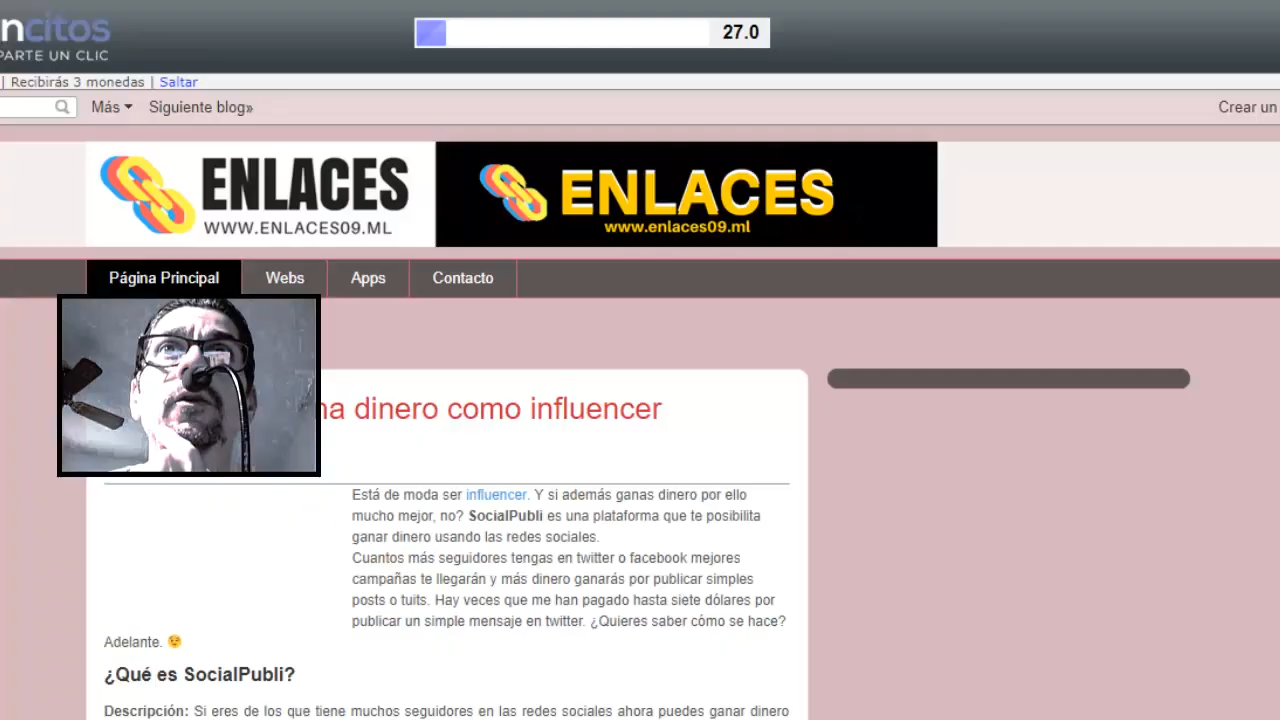 ncitos
PARTE UN CLIC
27.0
| Recibirás 3 monedas | Saltar
Más Siguiente blog»
Crear un
ENLACES
WWW.ENLACES09.ML
ENLACES
www.enlaces09.ml
Página Principal Webs Apps Contacto
na dinero como influencer
Está de moda ser influencer. Y si además ganas dinero por ello
mucho mejor, no? SocialPubli es una plataforma que te posibilita
ganar dinero usando las redes sociales.
Cuantos más seguidores tengas en twitter o facebook mejores
campañas te llegarán y más dinero ganarás por publicar simples
posts o tuits. Hay veces que me han pagado hasta siete dólares por
publicar un simple mensaje en twitter. ¿Quieres saber cómo se hace?
Adelante. 😉
¿Qué es SocialPubli?
Descripción: Si eres de los que tiene muchos seguidores en las redes sociales ahora puedes ganar dinero